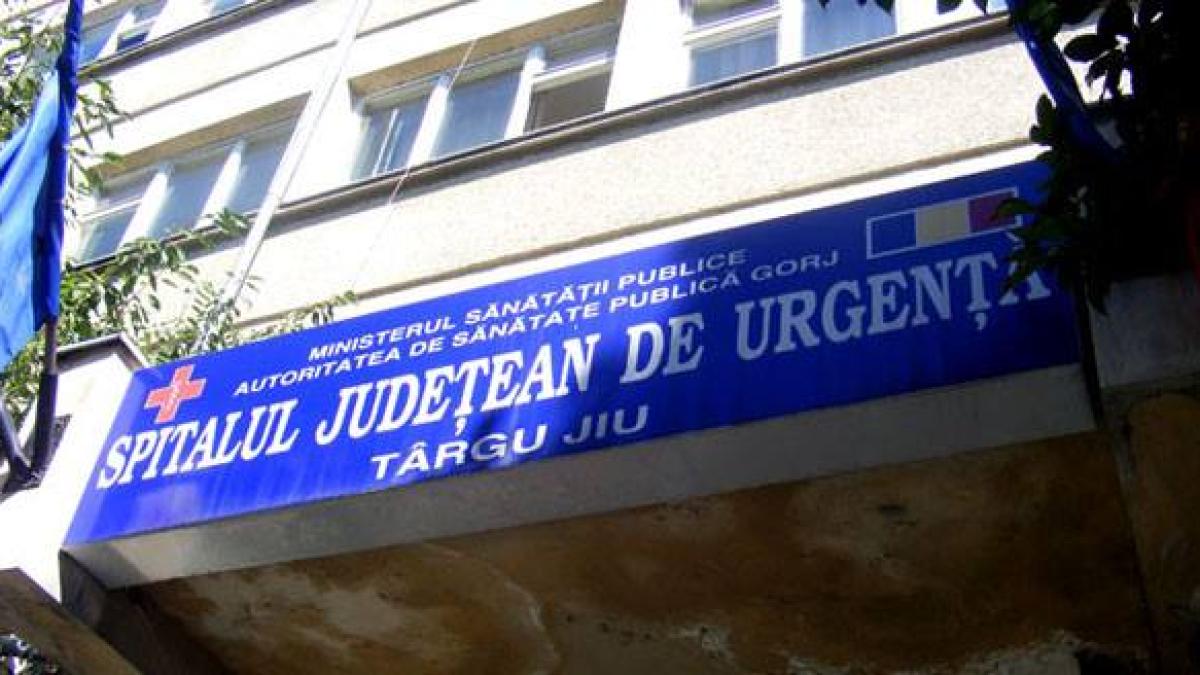 MINISTERUL SĂNĂTĂȚII PUBLICE
AUTORITATEA DE SĂNĂTATE PUBLICĂ GORJ
SPITALUL JUDEȚEAN DE URGENȚĂ
TÂRGU JIU